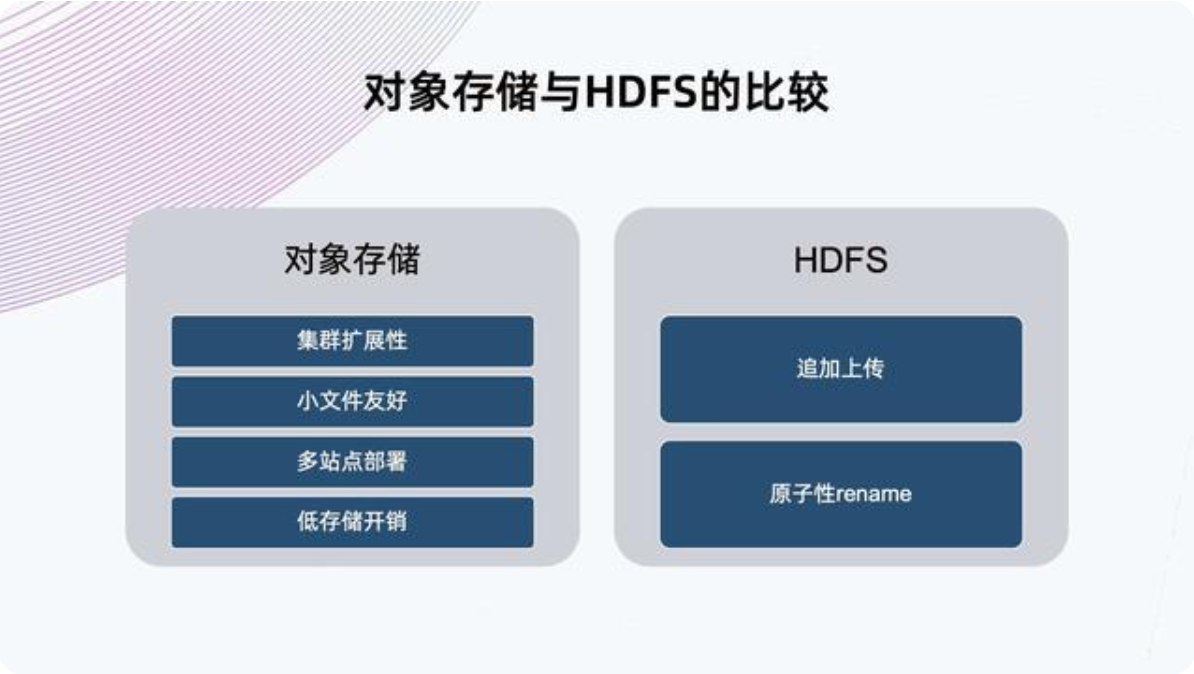 对象存储与HDFS的比较
对象存储
集群扩展性
小文件友好
多站点部署
低存储开销
HDFS
追加上传
原子性rename